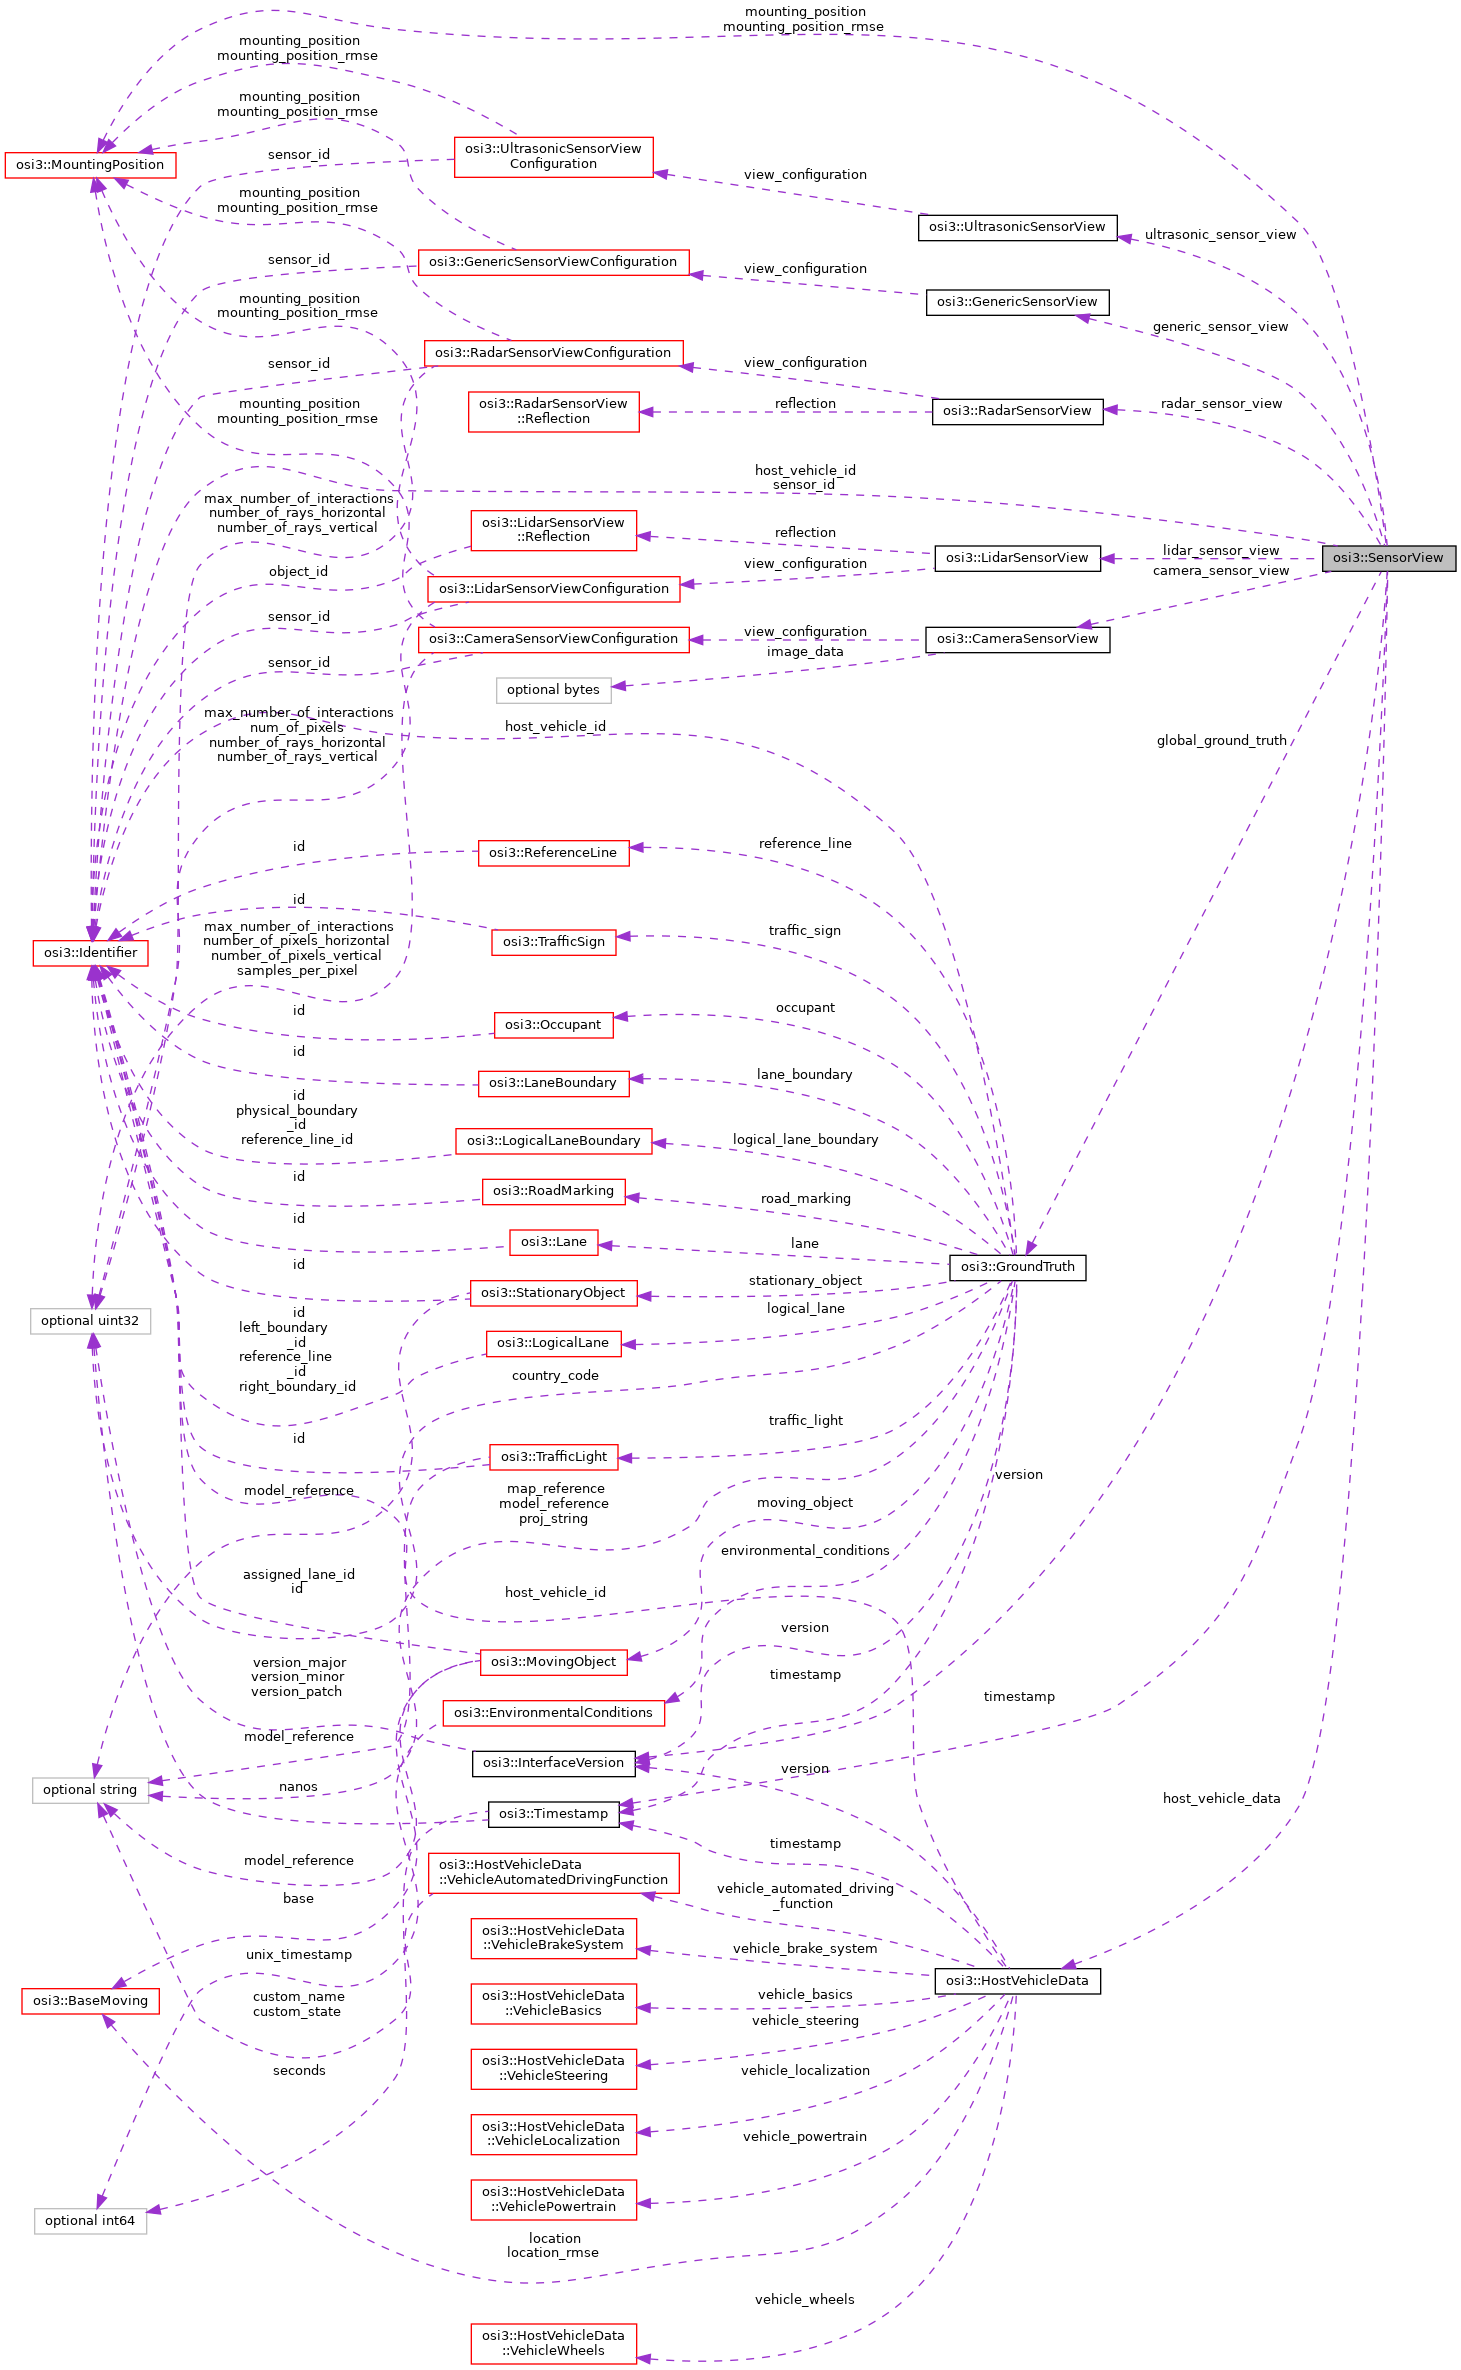 mounting_position
mounting_position_rmse
mounting_position
mounting_position_rmse
mounting_position
mounting_position_rmse
osi3::UltrasonicSensorView
Configuration
sensor_id
osi3::MountingPosition
view_configuration
mounting_position
mounting_position_rmse
osi3::UltrasonicSensorView
ultrasonic_sensor_view
sensor_id
osi3::GenericSensorViewConfiguration
view_configuration
mounting_position
mounting_position_rmse
osi3::GenericSensorView
generic_sensor_view
osi3::RadarSensorViewConfiguration
sensor_id
view_configuration
mounting_position
mounting_position_rmse
osi3::RadarSensorView
::Reflection
reflection
osi3::RadarSensorView
radar_sensor_view
host_vehicle_id
sensor_id
max_number_of_interactions
number_of_rays_horizontal
number_of_rays_vertical
osi3::LidarSensorView
::Reflection
reflection
lidar_sensor_view
osi3::LidarSensorView
osi3::SensorView
object_id
view_configuration
camera_sensor_view
osi3::LidarSensorViewConfiguration
sensor_id
osi3::CameraSensorViewConfiguration
view_configuration
osi3::CameraSensorView
image_data
sensor_id
optional bytes
max_number_of_interactions
num_of_pixels
number_of_rays_horizontal
number_of_rays_vertical
host_vehicle_id
global_ground_truth
id
osi3::ReferenceLine
reference_line
id
max_number_of_interactions
number_of_pixels_horizontal
number_of_pixels_vertical
samples_per_pixel
osi3::TrafficSign
traffic_sign
osi3::Identifier
id
osi3::Occupant
occupant
id
osi3::LaneBoundary
lane_boundary
id
physical_boundary
_id
reference_line_id
osi3::LogicalLaneBoundary
logical_lane_boundary
id
osi3::RoadMarking
road_marking
id
osi3::Lane
lane
id
osi3::GroundTruth
osi3::StationaryObject
stationary_object
optional uint32
id
left_boundary
_id
reference_line
_id
right_boundary_id
osi3::LogicalLane
logical_lane
country_code
id
osi3::TrafficLight
traffic_light
version
model_reference
map_reference
model_reference
proj_string
moving_object
environmental_conditions
assigned_lane_id
id
host_vehicle_id
version
osi3::MovingObject
version_major
version_minor
version_patch
timestamp
timestamp
osi3::EnvironmentalConditions
model_reference
osi3::InterfaceVersion
version
optional string
nanos
osi3::Timestamp
host_vehicle_data
timestamp
model_reference
osi3::HostVehicleData
::VehicleAutomatedDrivingFunction
vehicle_automated_driving
_function
base
osi3::HostVehicleData
::VehicleBrakeSystem
vehicle_brake_system
unix_timestamp
osi3::HostVehicleData
osi3::BaseMoving
custom_name
custom_state
osi3::HostVehicleData
::VehicleBasics
vehicle_basics
vehicle_steering
seconds
osi3::HostVehicleData
::VehicleSteering
vehicle_localization
osi3::HostVehicleData
::VehicleLocalization
vehicle_powertrain
osi3::HostVehicleData
::VehiclePowertrain
optional int64
location
location_rmse
vehicle_wheels
osi3::HostVehicleData
::VehicleWheels